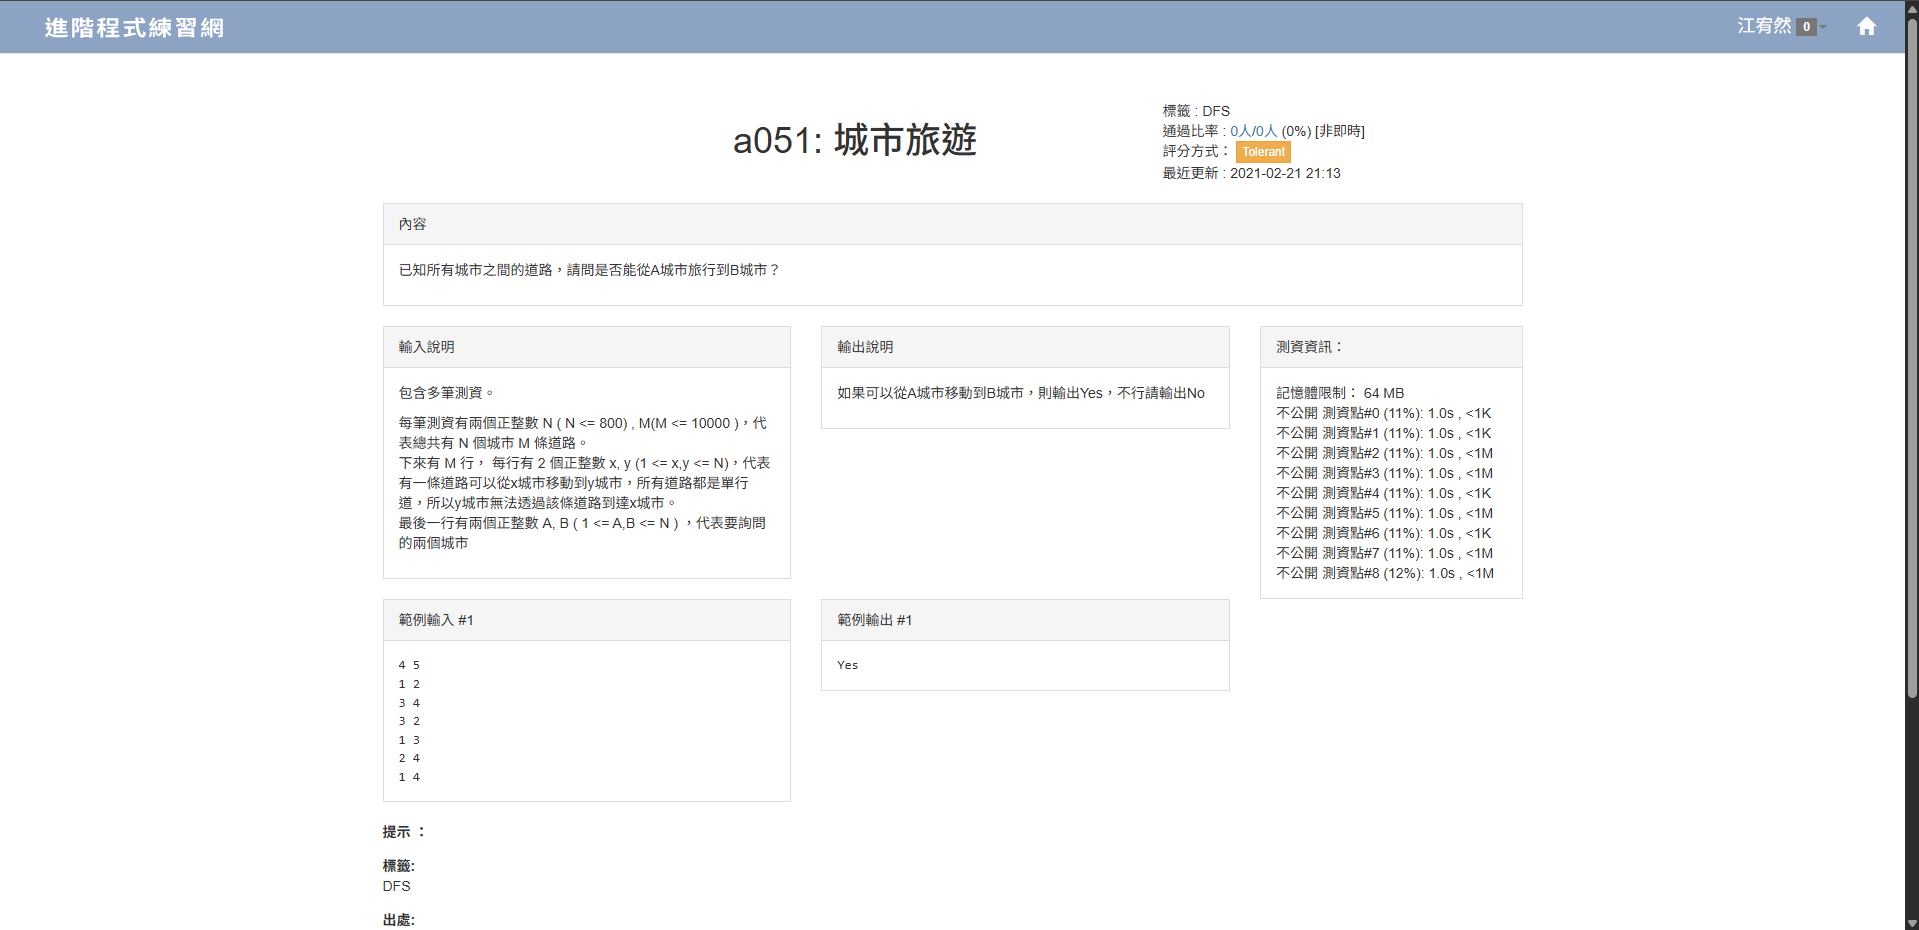 進階程式練習網
江宥然 0
a051: 城市旅遊
標籤 : DFS
通過比率 : 0人/0人 (0%) [非即時]
評分方式： Tolerant
最近更新 : 2021-02-21 21:13
內容
已知所有城市之間的道路，請問是否能從A城市旅行到B城市？
輸入說明
包含多筆測資。
每筆測資有兩個正整數 N ( N <= 800) , M(M <= 10000 )，代
表總共有 N 個城市 M 條道路。
下來有 M 行， 每行有 2 個正整數 x, y (1 <= x,y <= N)，代表
有一條道路可以從x城市移動到y城市，所有道路都是單行
道，所以y城市無法透過該條道路到達x城市。
最後一行有兩個正整數 A, B ( 1 <= A,B <= N ) ，代表要詢問
的兩個城市
輸出說明
如果可以從A城市移動到B城市，則輸出Yes，不行請輸出No
測資資訊：
記憶體限制： 64 MB
不公開 測資點#0 (11%): 1.0s , <1K
不公開 測資點#1 (11%): 1.0s , <1K
不公開 測資點#2 (11%): 1.0s , <1M
不公開 測資點#3 (11%): 1.0s , <1M
不公開 測資點#4 (11%): 1.0s , <1K
不公開 測資點#5 (11%): 1.0s , <1M
不公開 測資點#6 (11%): 1.0s , <1K
不公開 測資點#7 (11%): 1.0s , <1M
不公開 測資點#8 (12%): 1.0s , <1M
範例輸入 #1
4 5
1 2
3 4
3 2
1 3
2 4
1 4
範例輸出 #1
Yes
提示 ：
標籤:
DFS
出處: